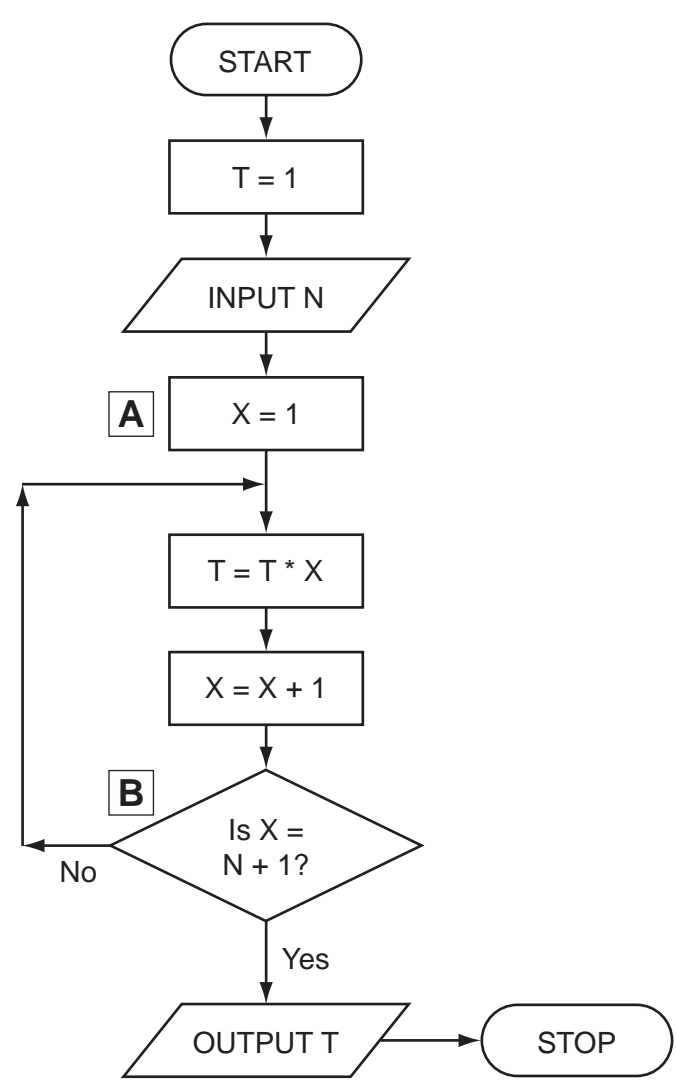 START
T = 1
INPUT N
A
X = 1
T = T * X
X = X + 1
B
Is X =
N + 1?
No
Yes
OUTPUT T
STOP